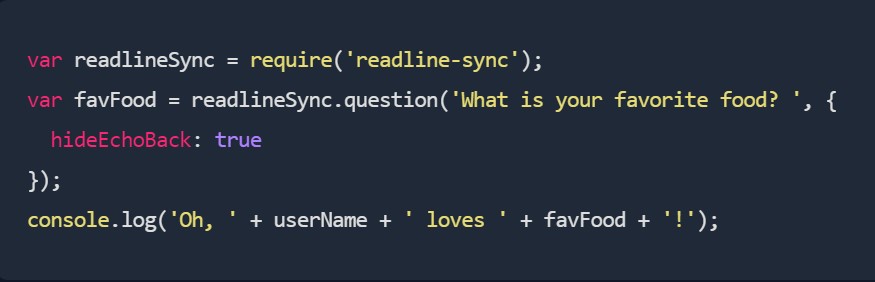 var readlineSync = require('readline-sync');
var favFood = readlineSync.question('What is your favorite food? ', {
  hideEchoBack: true
});
console.log('Oh, ' + userName + ' loves ' + favFood + '!');